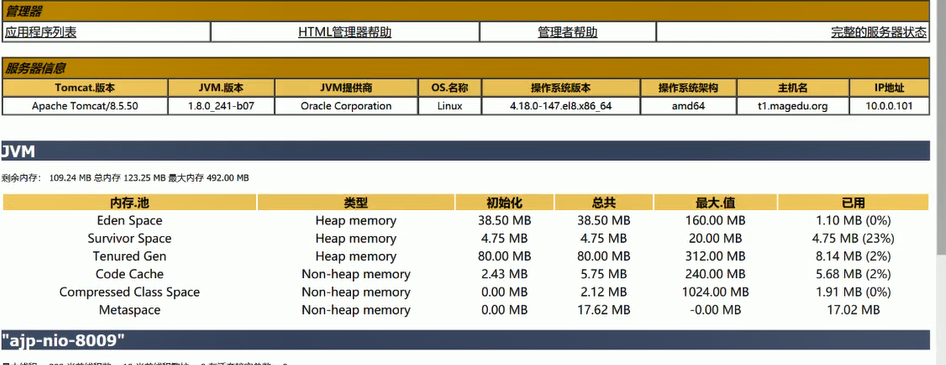 管理器
应用程序列表 HTML管理器帮助 管理者帮助 完整的服务器状态
服务器信息
Tomcat.版本 JVM.版本 JVM提供商 OS.名称 操作系统版本 操作系统架构 主机名 IP地址
Apache Tomcat/8.5.50 1.8.0_241-b07 Oracle Corporation Linux 4.18.0-147.el8.x86_64 amd64 t1.magedu.org 10.0.0.101
JVM
剩余内存: 109.24 MB 总内存 123.25 MB 最大内存 492.00 MB
内存.池 类型 初始化 总共 最大.值 已用
Eden Space Heap memory 38.50 MB 38.50 MB 160.00 MB 1.10 MB (0%)
Survivor Space Heap memory 4.75 MB 4.75 MB 20.00 MB 4.75 MB (23%)
Tenured Gen Heap memory 80.00 MB 80.00 MB 312.00 MB 8.14 MB (2%)
Code Cache Non-heap memory 2.43 MB 5.75 MB 240.00 MB 5.68 MB (2%)
Compressed Class Space Non-heap memory 0.00 MB 2.12 MB 1024.00 MB 1.91 MB (0%)
Metaspace Non-heap memory 0.00 MB 17.62 MB -0.00 MB 17.02 MB
"ajp-nio-8009"